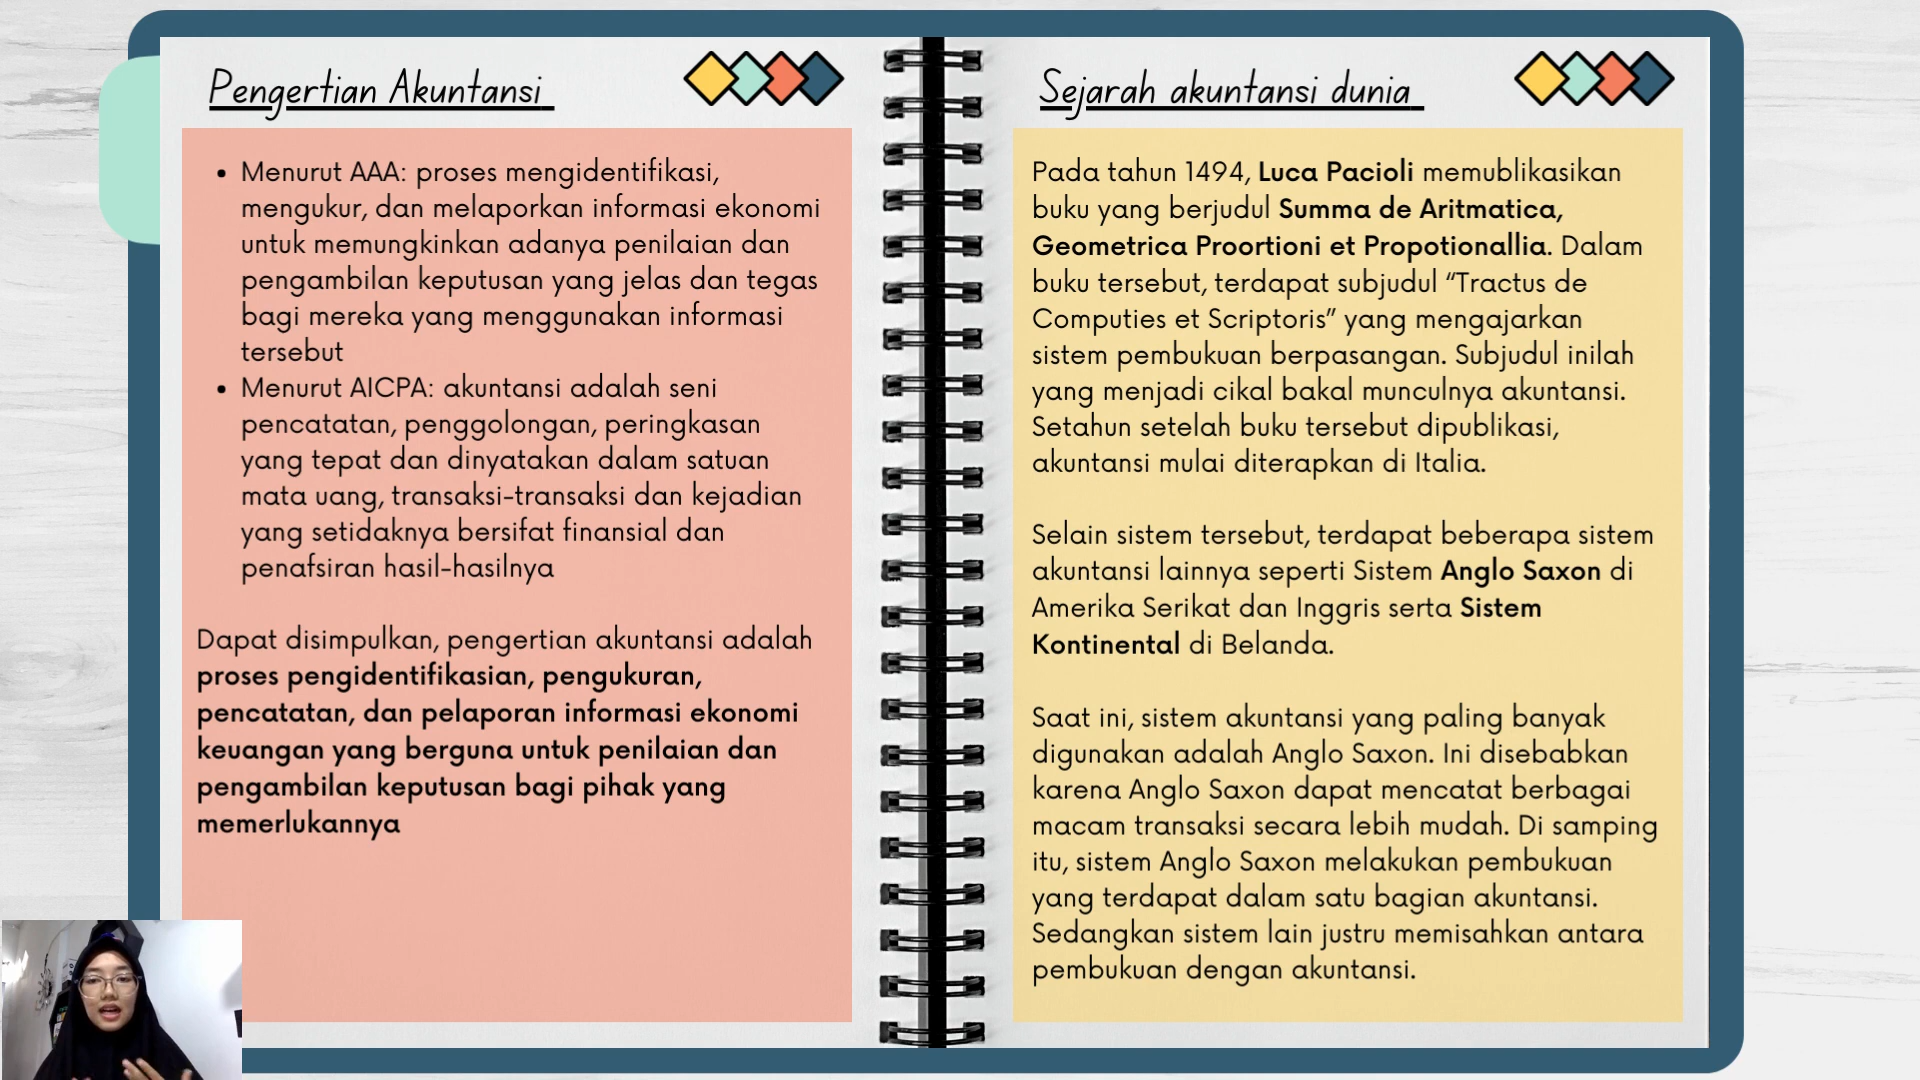 Pengertian Akuntansi
• Menurut AAA: proses mengidentifikasi,
mengukur, dan melaporkan informasi ekonomi
untuk memungkinkan adanya penilaian dan
pengambilan keputusan yang jelas dan tegas
bagi mereka yang menggunakan informasi
tersebut
• Menurut AICPA: akuntansi adalah seni
pencatatan, penggolongan, peringkasan
yang tepat dan dinyatakan dalam satuan
mata uang, transaksi-transaksi dan kejadian
yang setidaknya bersifat finansial dan
penafsiran hasil-hasilnya
Dapat disimpulkan, pengertian akuntansi adalah
proses pengidentifikasian, pengukuran,
pencatatan, dan pelaporan informasi ekonomi
keuangan yang berguna untuk penilaian dan
pengambilan keputusan bagi pihak yang
memerlukannya
Sejarah akuntansi dunia
Pada tahun 1494, Luca Pacioli memublikasikan
buku yang berjudul Summa de Aritmatica,
Geometrica Proortioni et Propotionallia. Dalam
buku tersebut, terdapat subjudul “Tractus de
Computies et Scriptoris” yang mengajarkan
sistem pembukuan berpasangan. Subjudul inilah
yang menjadi cikal bakal munculnya akuntansi.
Setahun setelah buku tersebut dipublikasi,
akuntansi mulai diterapkan di Italia.
Selain sistem tersebut, terdapat beberapa sistem
akuntansi lainnya seperti Sistem Anglo Saxon di
Amerika Serikat dan Inggris serta Sistem
Kontinental di Belanda.
Saat ini, sistem akuntansi yang paling banyak
digunakan adalah Anglo Saxon. Ini disebabkan
karena Anglo Saxon dapat mencatat berbagai
macam transaksi secara lebih mudah. Di samping
itu, sistem Anglo Saxon melakukan pembukuan
yang terdapat dalam satu bagian akuntansi.
Sedangkan sistem lain justru memisahkan antara
pembukuan dengan akuntansi.